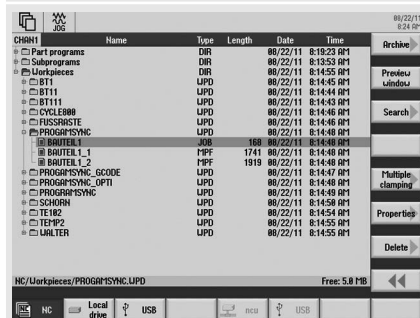 JOG
08/22/11
8:24 AM
CHAN1 Name Type Length Date Time
Part programs DIR 08/22/11 8:19:23 AM
Subprograms DIR 08/22/11 8:13:53 AM
Workpieces DIR 08/22/11 8:14:55 AM
BT1 WPD 08/22/11 8:14:45 AM
BT11 WPD 08/22/11 8:14:44 AM
BT111 WPD 08/22/11 8:14:43 AM
CYCLE800 WPD 08/22/11 8:14:46 AM
FUSSRASTE WPD 08/22/11 8:14:46 AM
PROGAMSYNC WPD 08/22/11 8:14:48 AM
BAUTEIL1 JOB 168 08/22/11 8:14:48 AM
BAUTEIL1_1 MPF 1741 08/22/11 8:14:48 AM
BAUTEIL1_2 MPF 1919 08/22/11 8:14:48 AM
PROGAMSYNC_GCODE WPD 08/22/11 8:14:47 AM
PROGAMSYNC_OPTI WPD 08/22/11 8:14:48 AM
PROGRAMSYNC WPD 08/22/11 8:14:49 AM
SCHORN WPD 08/22/11 8:14:50 AM
TE102 WPD 08/22/11 8:14:54 AM
TEMP2 WPD 08/22/11 8:14:55 AM
WALTER WPD 08/22/11 8:14:55 AM
NC/Workpieces/PROGAMSYNC.WPD Free: 5.0 MB
Archive
Preview window
Search
Multiple clamping
Properties
Delete
NC
Local drive
USB
ncu
USB